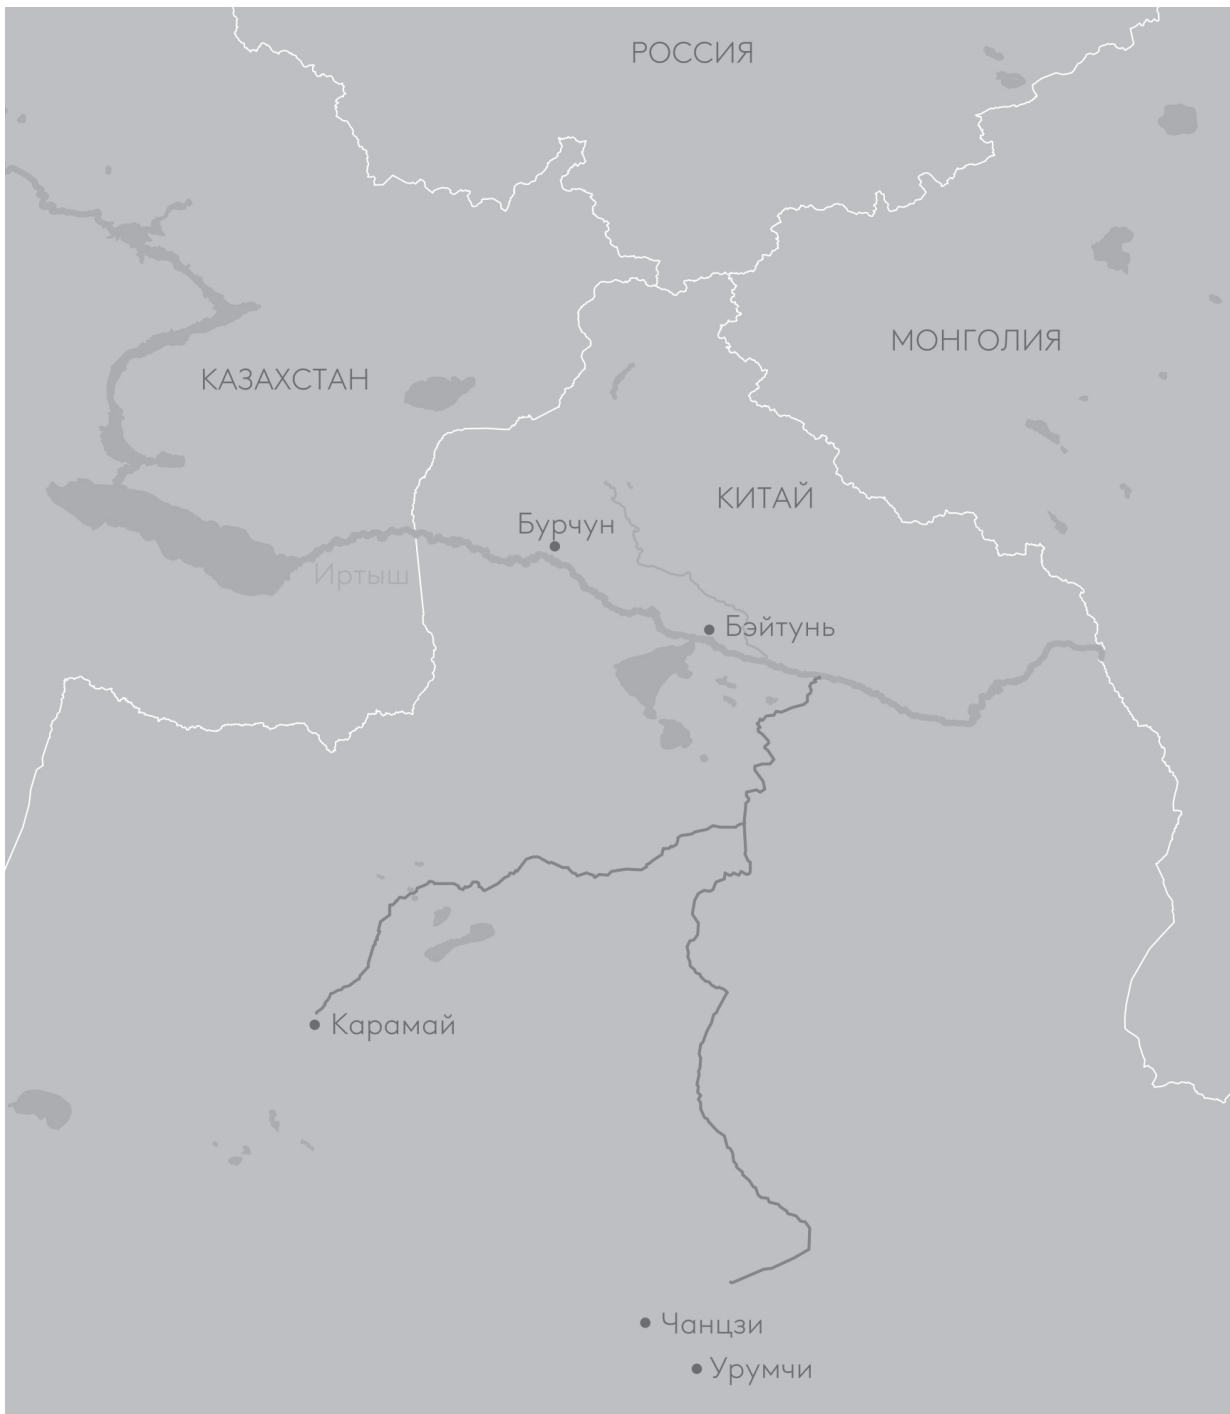 РОССИЯ
МОНГОЛИЯ
КАЗАХСТАН
КИТАЙ
Бурчун
Иртыш
Бэйтунь
Карамай
Чанцзи
Урумчи